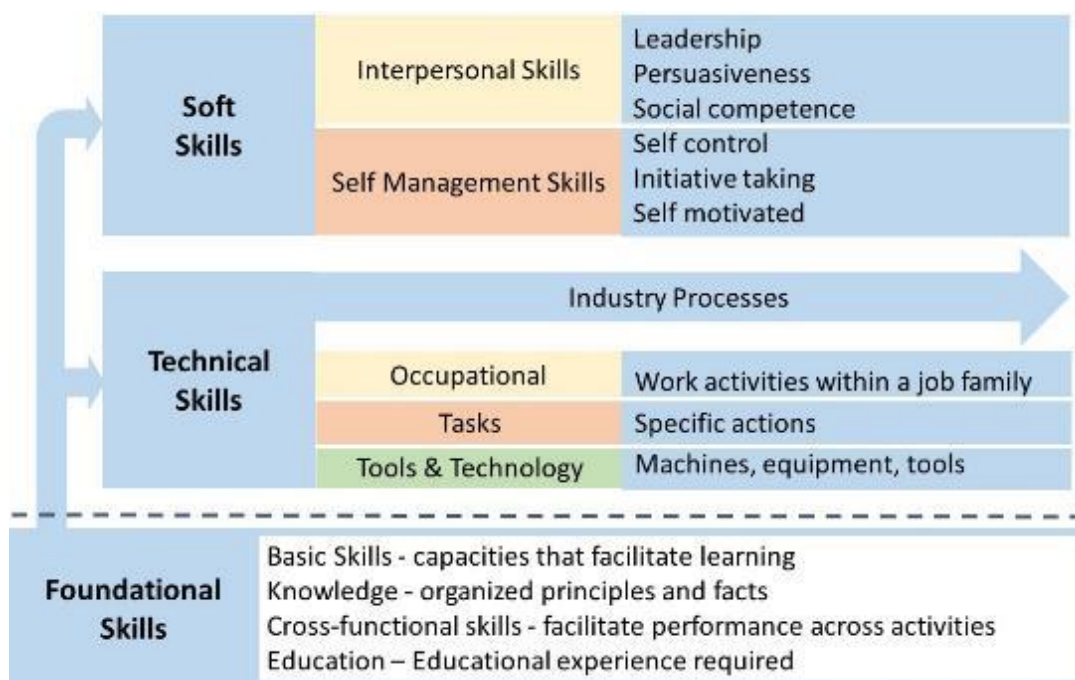 Soft
Skills
Interpersonal Skills
Leadership
Persuasiveness
Social competence
Self Management Skills
Self control
Initiative taking
Self motivated
Technical
Skills
Industry Processes
Occupational
Work activities within a job family
Tasks
Specific actions
Tools & Technology
Machines, equipment, tools
Foundational
Skills
Basic Skills - capacities that facilitate learning
Knowledge - organized principles and facts
Cross-functional skills - facilitate performance across activities
Education – Educational experience required